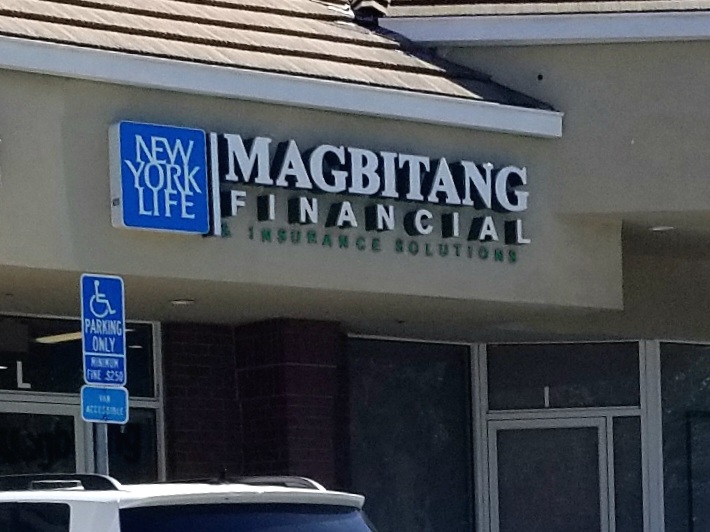 NEW
YORK
LIFE
MAGBITANG
FINANCIAL
& INSURANCE SOLUTIONS
PARKING
ONLY
MINIMUM
FINE $250
VAN
ACCESSIBLE
L
I